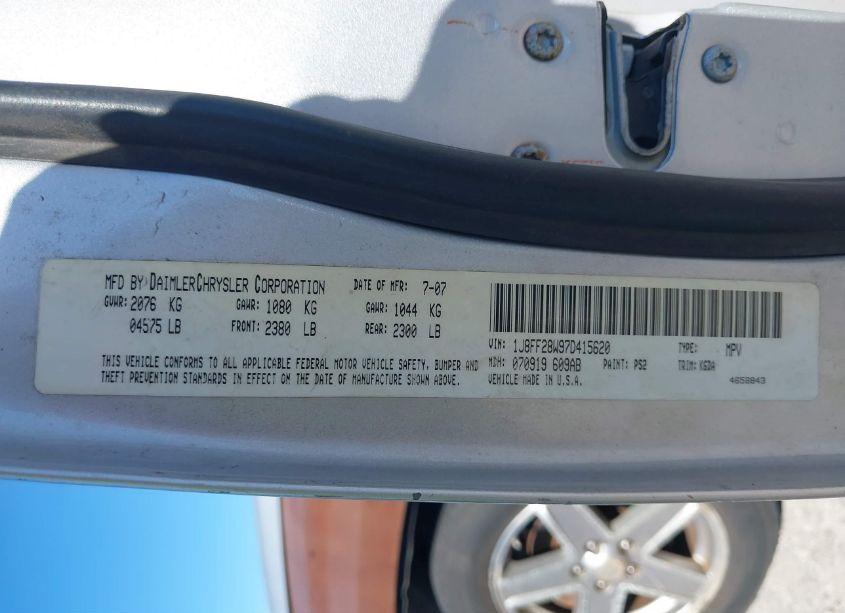 MFD BY DAIMLERCHRYSLER CORPORATION DATE OF MFR: 7-07
GVWR: 2076 KG GAWR: 1080 KG GAWR: 1044 KG
04575 LB FRONT: 2380 LB REAR: 2300 LB
THIS VEHICLE CONFORMS TO ALL APPLICABLE FEDERAL MOTOR VEHICLE SAFETY, BUMPER AND
THEFT PREVENTION STANDARDS IN EFFECT ON THE DATE OF MANUFACTURE SHOWN ABOVE.
VIN: 1J8FF28W97D415620 TYPE: MPV
MDH: 070919 609AB PAINT: PS2 TRIM: KGDA
VEHICLE MADE IN U.S.A. 4658843